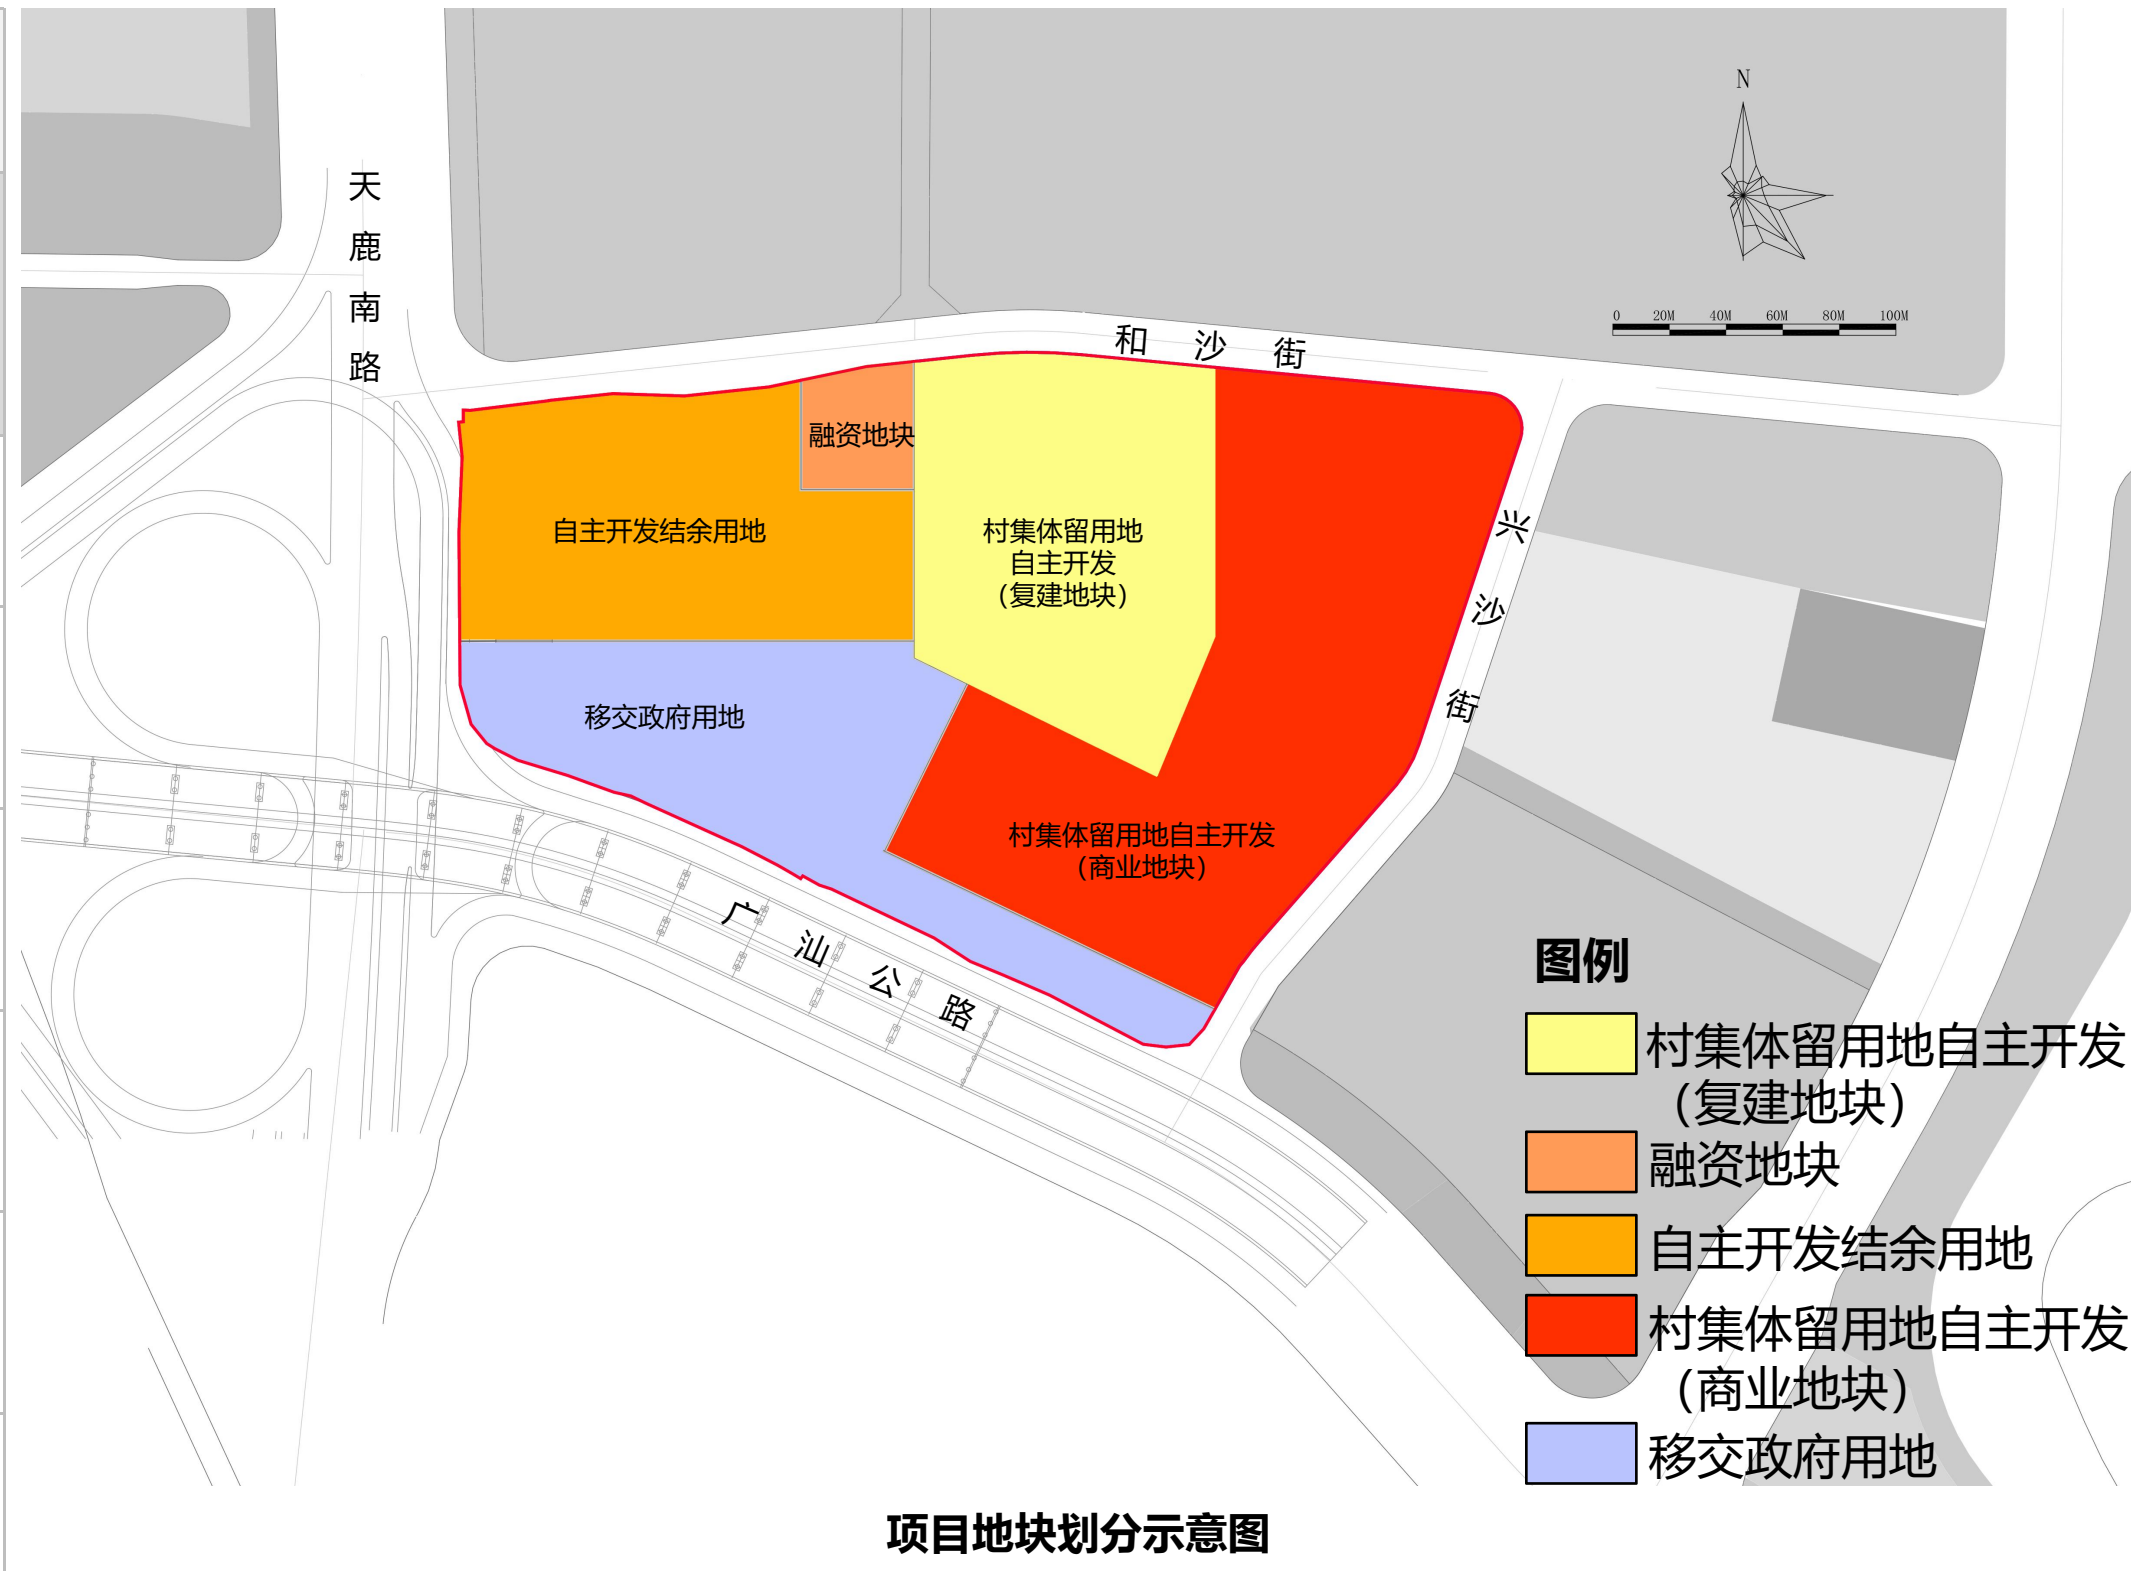 N
0 20M 40M 60M 80M 100M
天鹿南路
和沙街
融资地块
自主开发结余用地
村集体留用地
自主开发
（复建地块）
兴沙街
移交政府用地
村集体留用地自主开发
（商业地块）
广汕公路
图例
村集体留用地自主开发
（复建地块）
融资地块
自主开发结余用地
村集体留用地自主开发
（商业地块）
移交政府用地
项目地块划分示意图